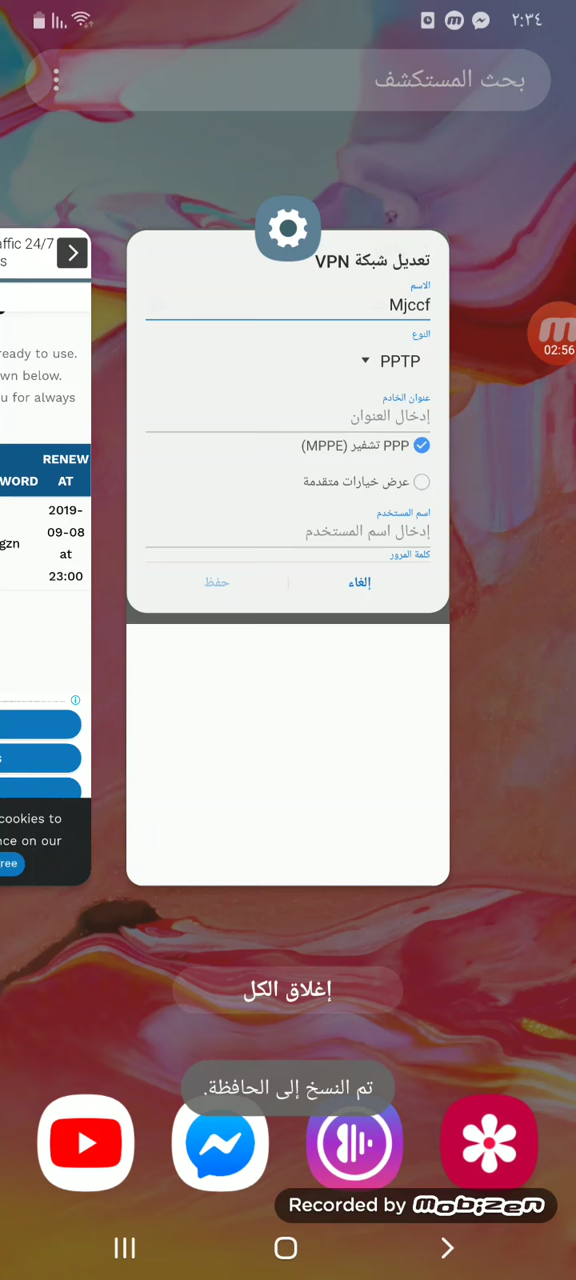 ٢:٣٤
بحث المستكشف
affic 24/7
s
ready to use.
wn below.
u for always
RENEW
WORD AT
2019-
09-08
gzn at
23:00
s
cookies to
nce on our
ree
تعديل شبكة VPN
الاسم
Mjccf
النوع
PPTP
عنوان الخادم
إدخال العنوان
PPP تشفير (MPPE)
عرض خيارات متقدمة
اسم المستخدم
إدخال اسم المستخدم
كلمة المرور
إلغاء حفظ
02:56
إغلاق الكل
تم النسخ إلى الحافظة.
Recorded by mobizen